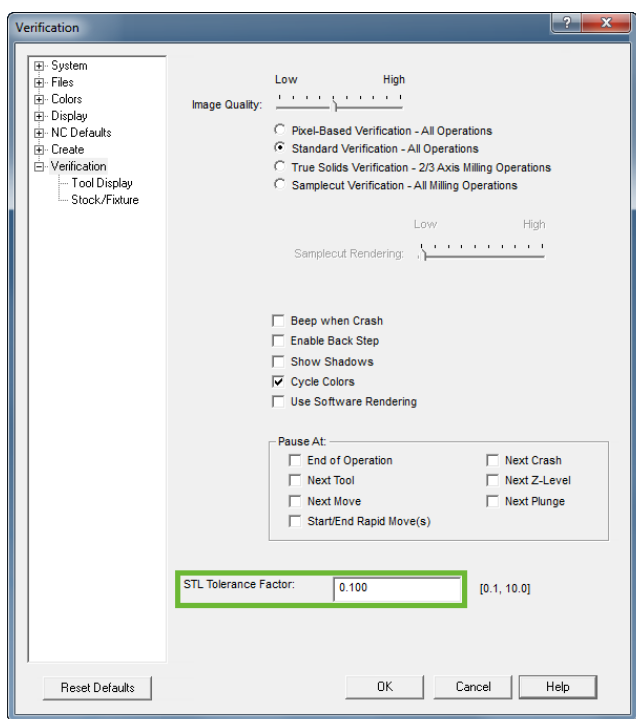 Verification
System
Files
Colors
Display
NC Defaults
Create
Verification
Tool Display
Stock/Fixture
Low High
Image Quality:
Pixel-Based Verification - All Operations
Standard Verification - All Operations
True Solids Verification - 2/3 Axis Milling Operations
Samplecut Verification - All Milling Operations
Low High
Samplecut Rendering:
Beep when Crash
Enable Back Step
Show Shadows
Cycle Colors
Use Software Rendering
Pause At:
End of Operation Next Crash
Next Tool Next Z-Level
Next Move Next Plunge
Start/End Rapid Move(s)
STL Tolerance Factor: 0.100 [0.1, 10.0]
Reset Defaults OK Cancel Help